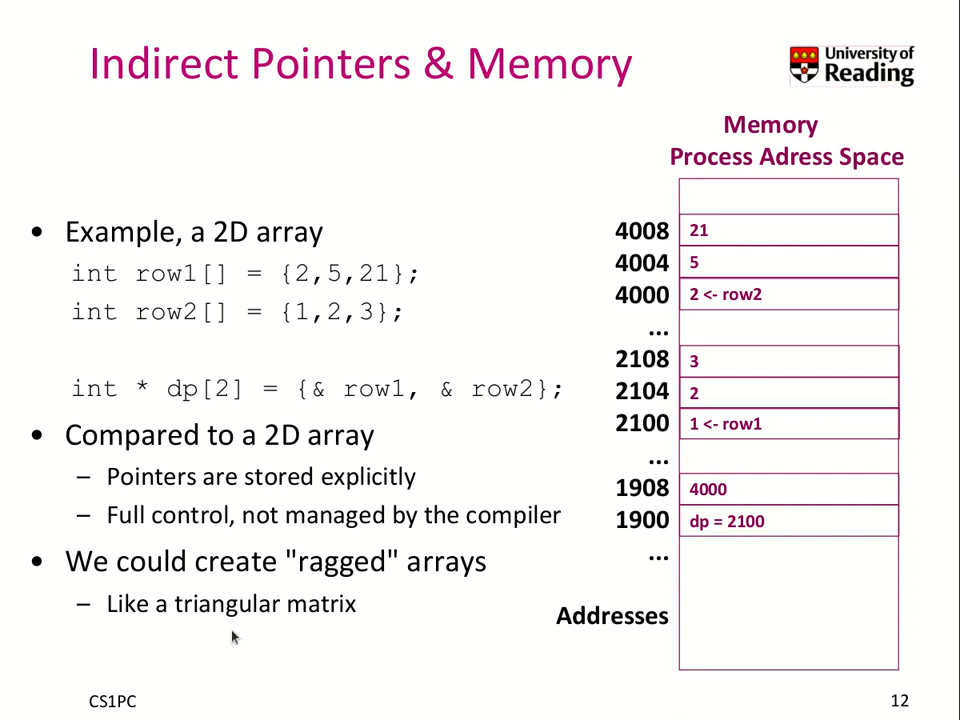 Indirect Pointers & Memory
University of
Reading
Memory
Process Adress Space
• Example, a 2D array
int row1[] = {2,5,21};
int row2[] = {1,2,3};
int * dp[2] = {& row1, & row2};
• Compared to a 2D array
– Pointers are stored explicitly
– Full control, not managed by the compiler
• We could create "ragged" arrays
– Like a triangular matrix
4008 21
4004 5
4000 2 <- row2
...
2108 3
2104 2
2100 1 <- row1
...
1908 4000
1900 dp = 2100
...
Addresses
CS1PC
12